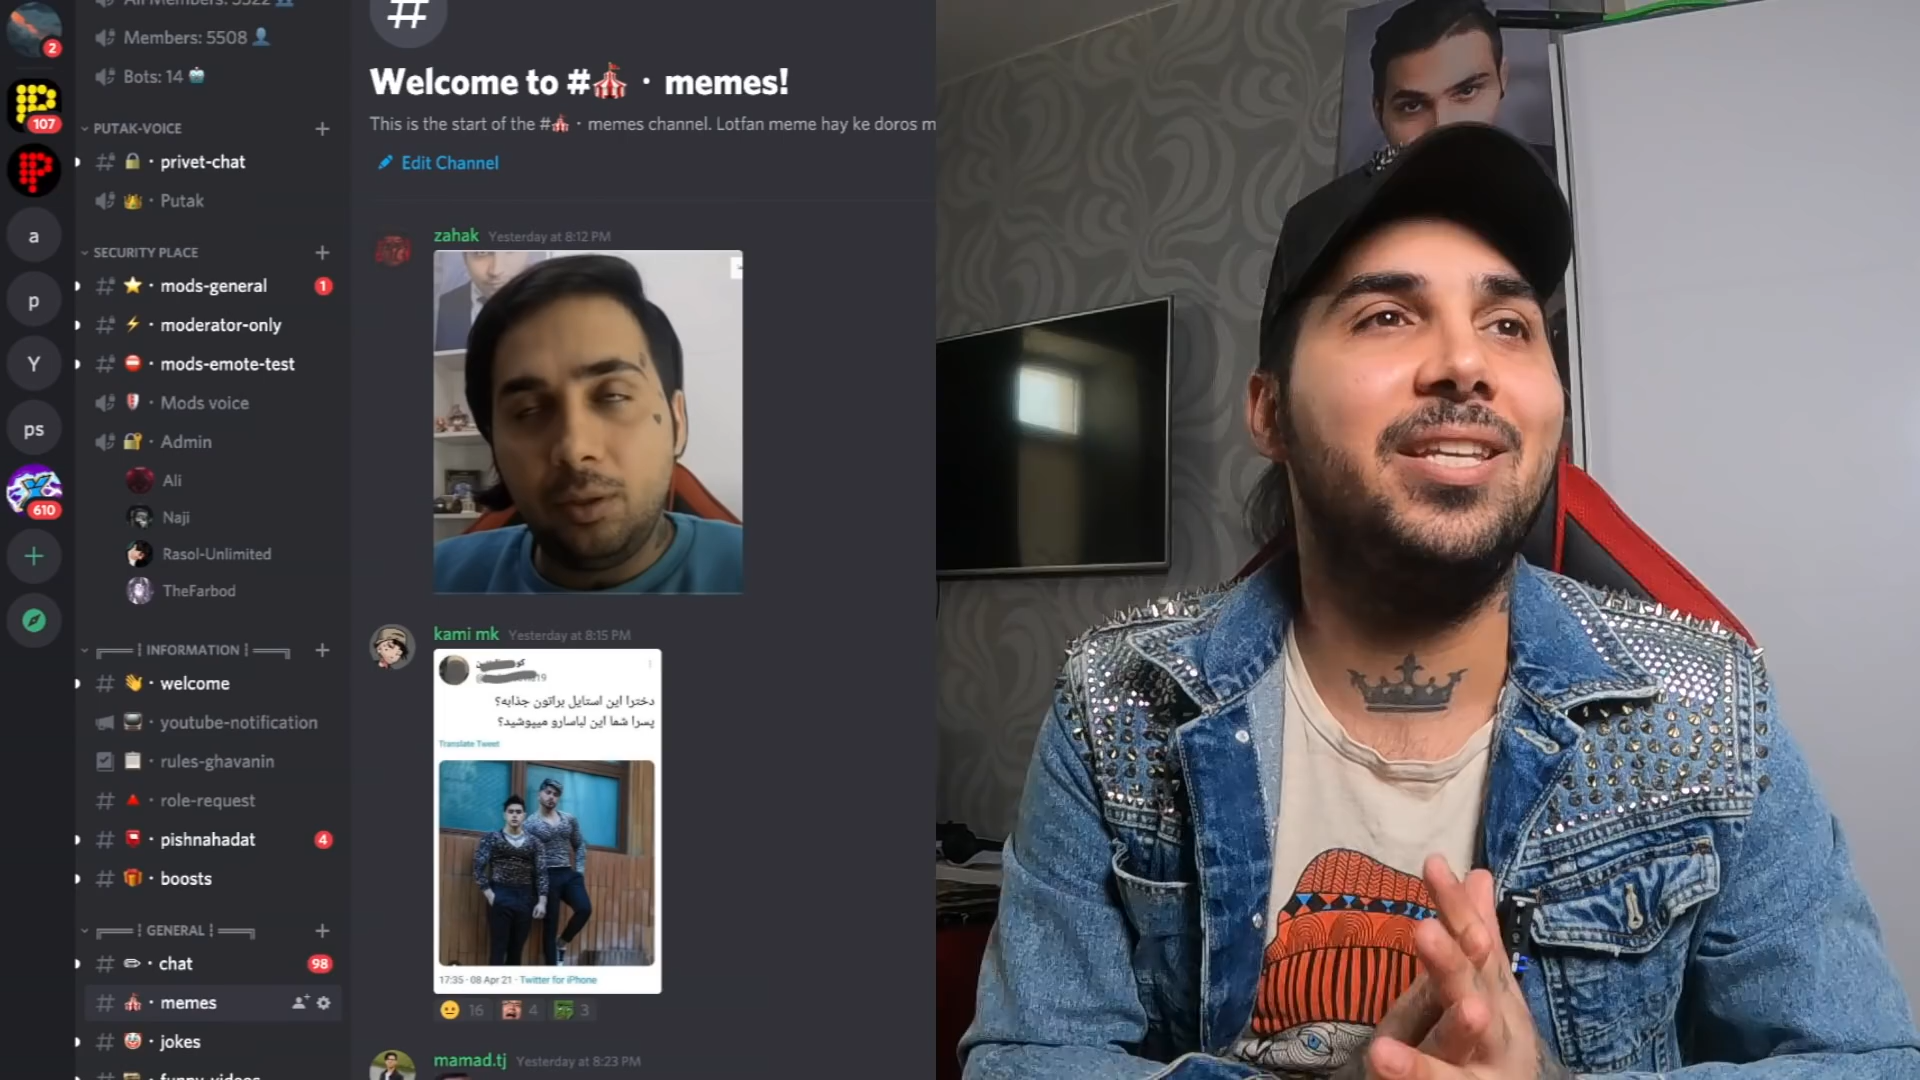 All Members: 5522
Members: 5508
Bots: 14
PUTAK-VOICE
privet-chat
Putak
SECURITY PLACE
mods-general
1
moderator-only
mods-emote-test
Mods voice
Admin
Ali
Naji
Rasol-Unlimited
TheFarbod
INFORMATION
welcome
youtube-notification
rules-ghavanin
role-request
pishnahadat
4
boosts
GENERAL
chat
98
memes
jokes
funny-videos
2
107
a
p
Y
ps
610
Welcome to # · memes!
This is the start of the # · memes channel. Lotfan meme hay ke doros m
Edit Channel
zahak Yesterday at 8:12 PM
kami mk Yesterday at 8:15 PM
دخترا این استایل براتون جذابه؟
پسرا شما این لباسارو میپوشید؟
Translate Tweet
17:35 · 08 Apr 21 · Twitter for iPhone
16 4 3
mamad.tj Yesterday at 8:23 PM